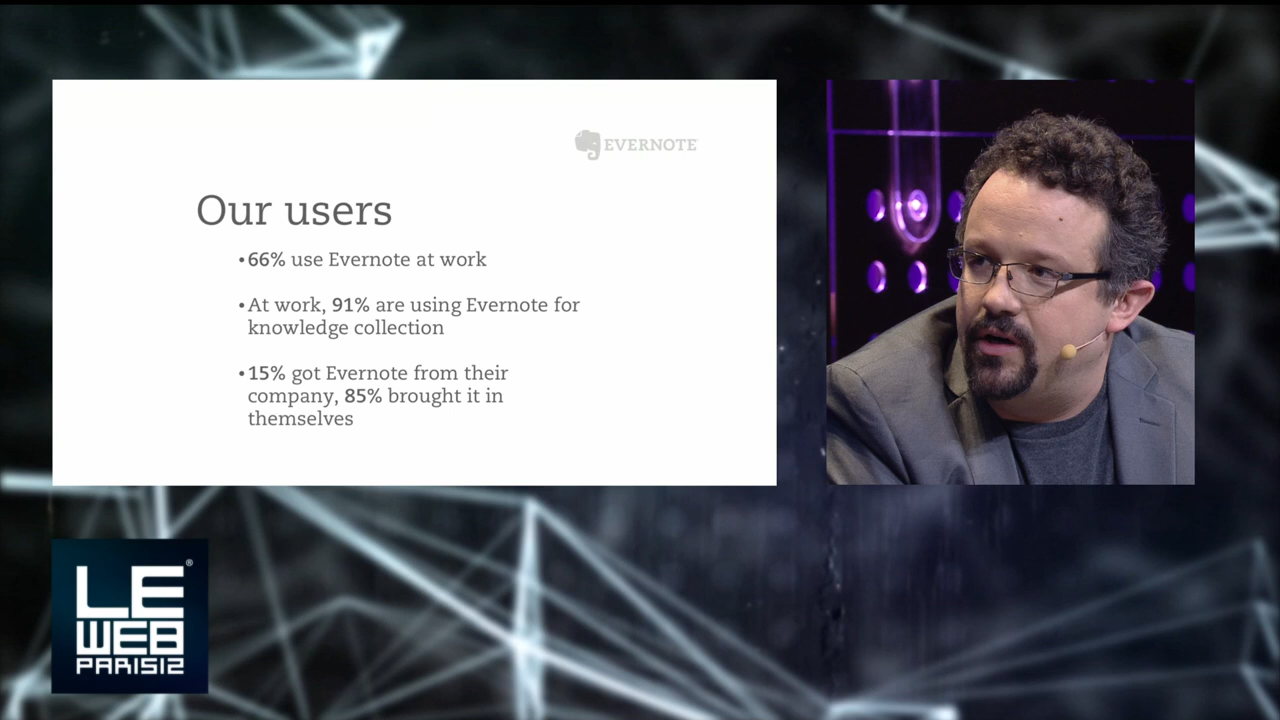 EVERNOTE
Our users
•66% use Evernote at work
•At work, 91% are using Evernote for
knowledge collection
•15% got Evernote from their
company, 85% brought it in
themselves
LE
WEB
PARIS12